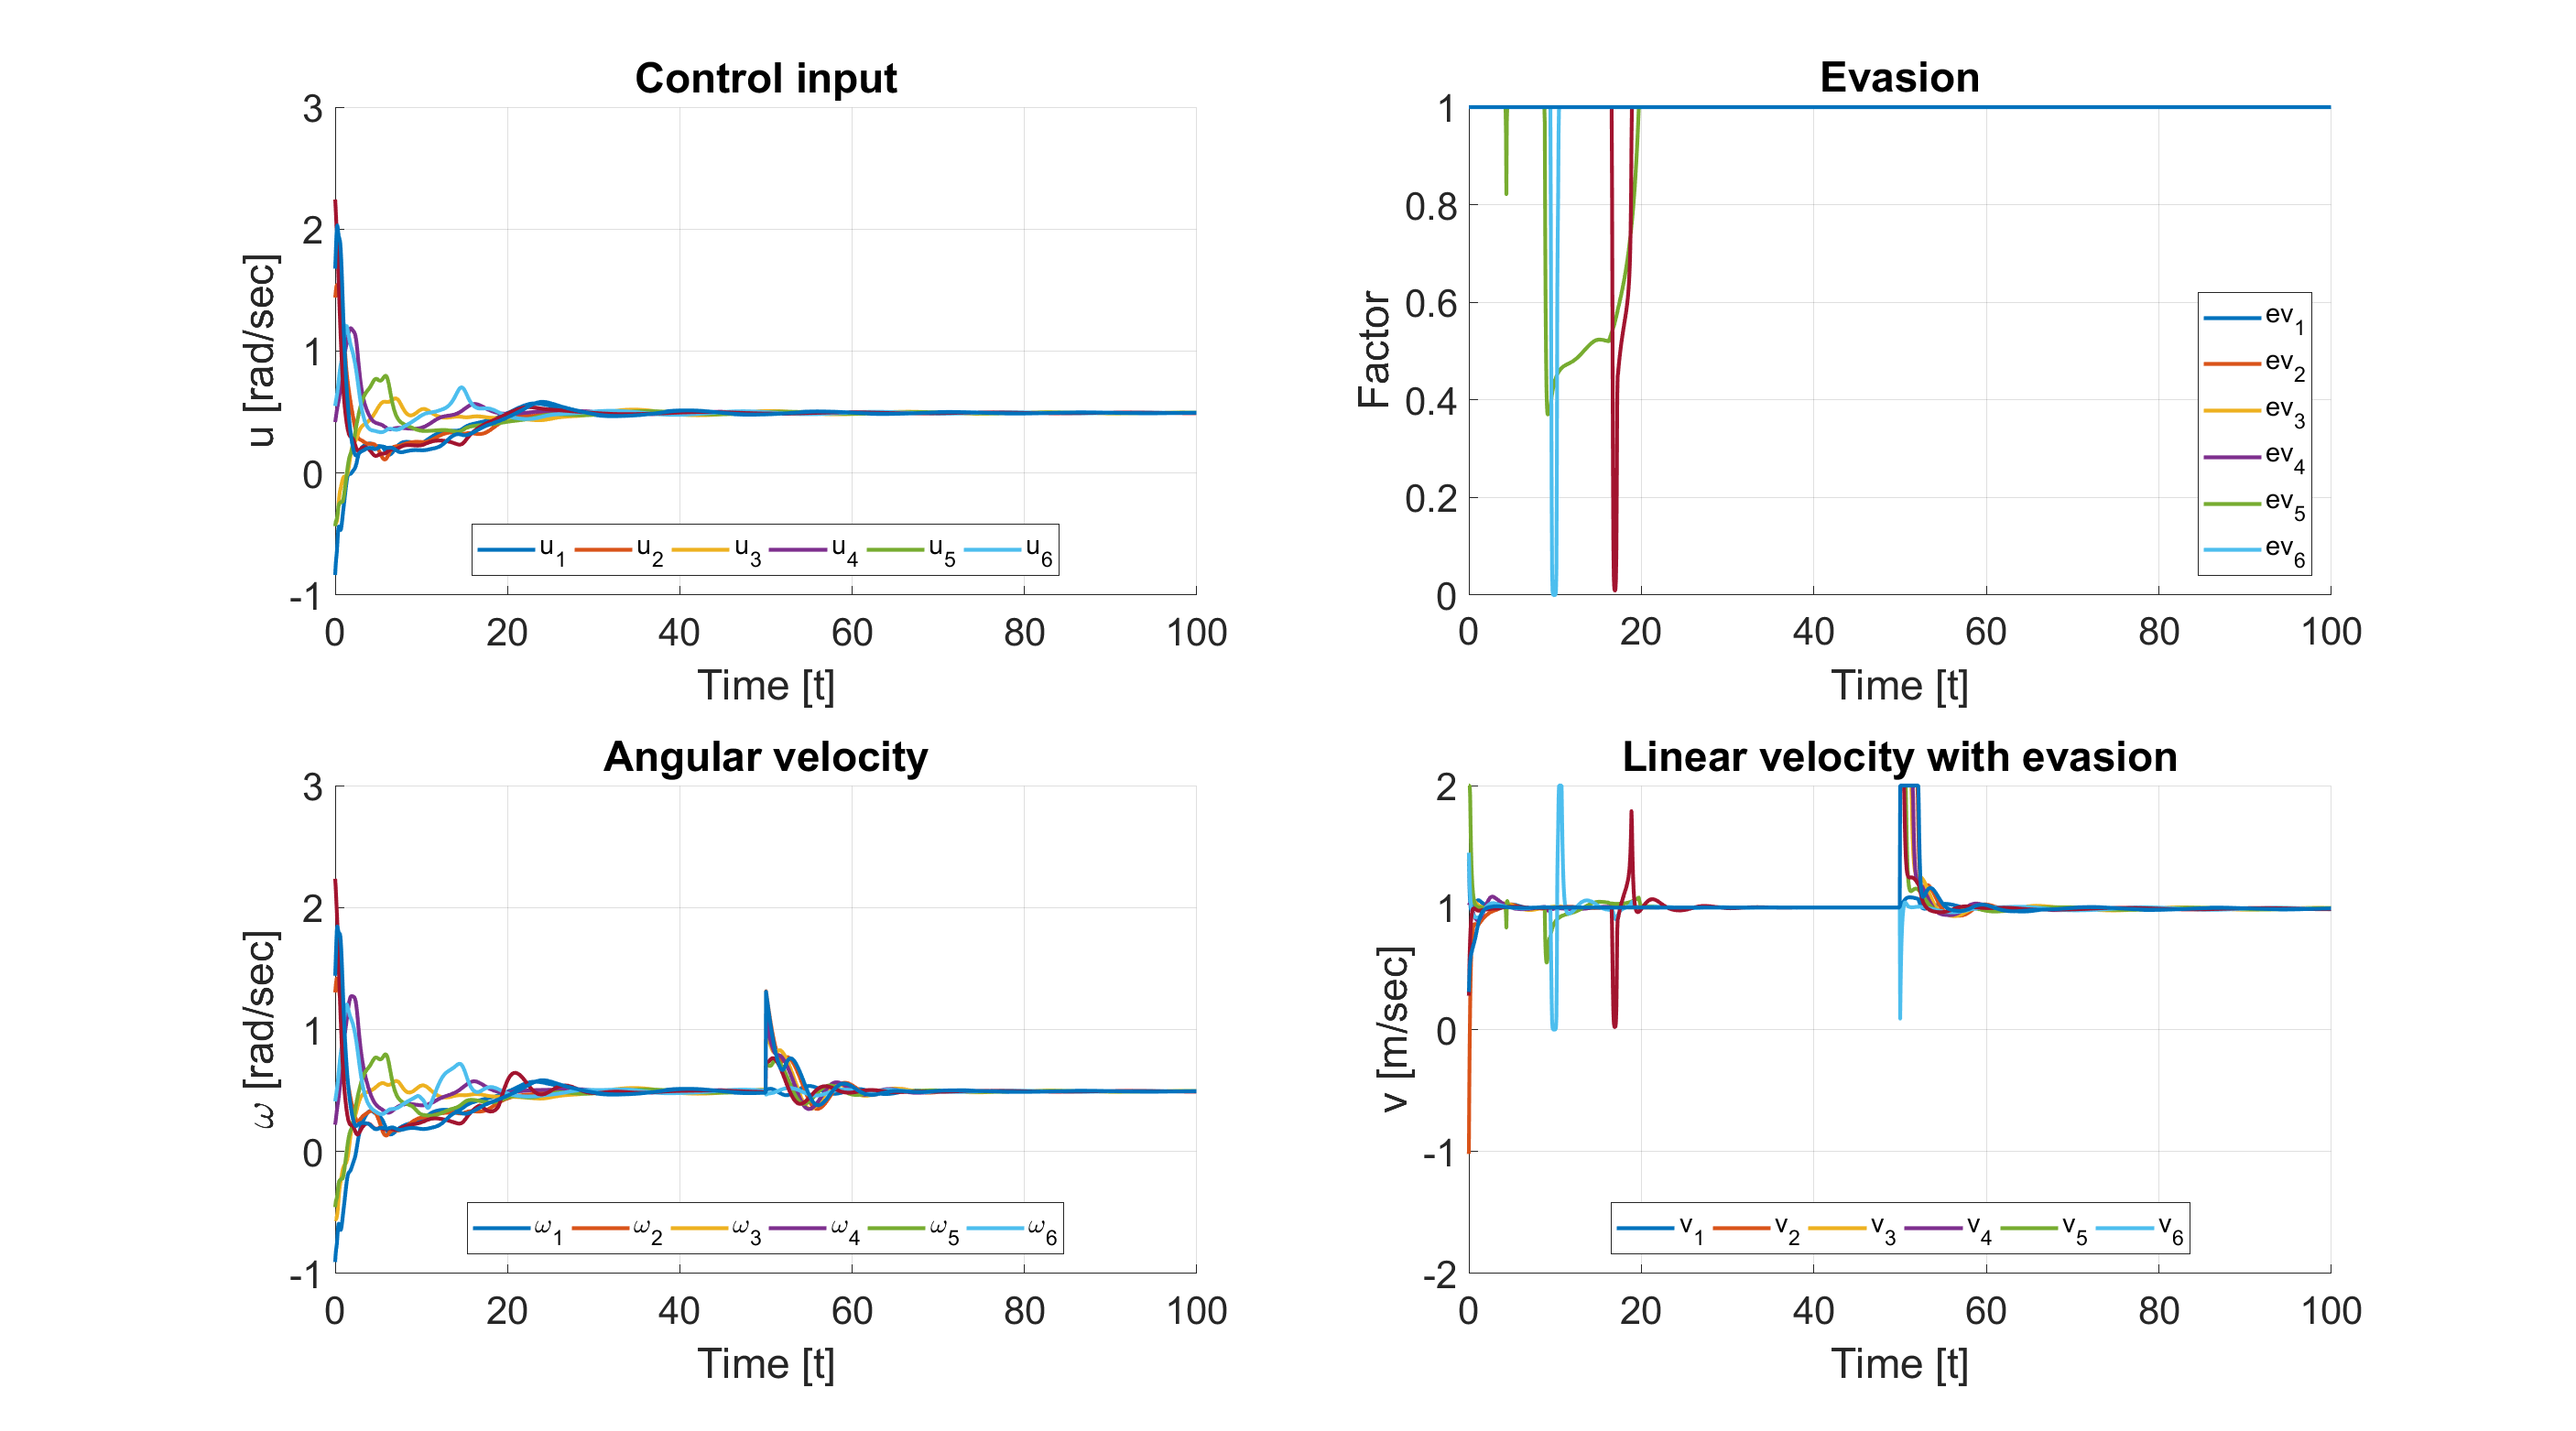 Control input
3
2
1
0
-1
u [rad/sec]
u1 u2 u3 u4 u5 u6
0 20 40 60 80 100
Time [t]
Evasion
1
0.8
0.6
0.4
0.2
0
Factor
ev1
ev2
ev3
ev4
ev5
ev6
0 20 40 60 80 100
Time [t]
Angular velocity
3
2
1
0
-1
ω [rad/sec]
ω1 ω2 ω3 ω4 ω5 ω6
0 20 40 60 80 100
Time [t]
Linear velocity with evasion
2
1
0
-1
-2
v [m/sec]
v1 v2 v3 v4 v5 v6
0 20 40 60 80 100
Time [t]